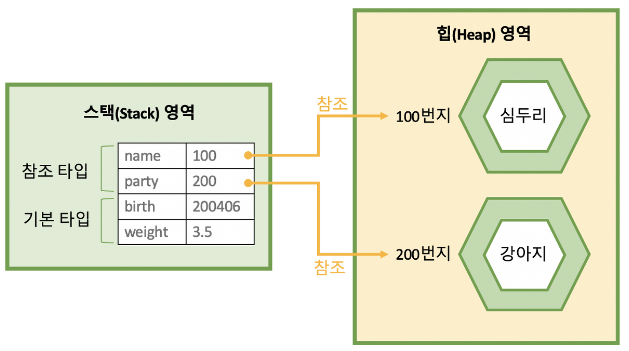 스택(Stack) 영역
참조 타입
기본 타입
name 100
party 200
birth 200406
weight 3.5
참조
참조
힙(Heap) 영역
100번지
심두리
200번지
강아지